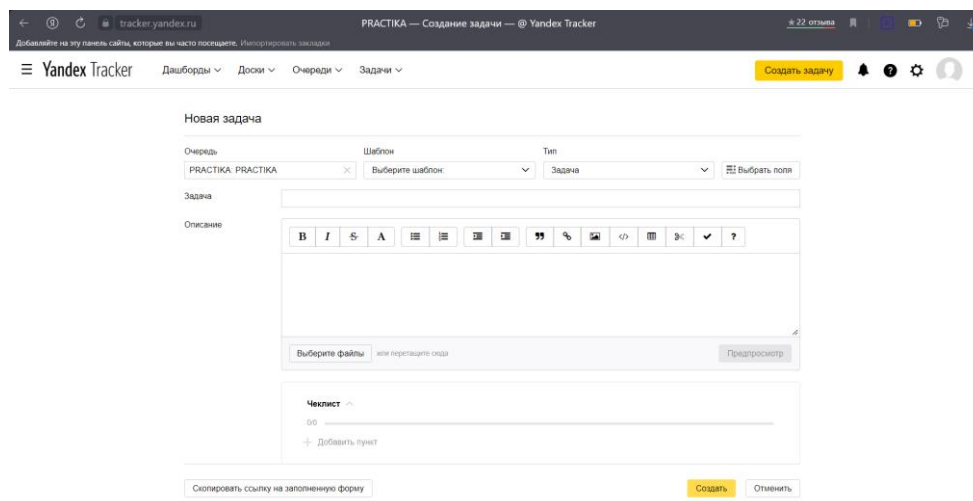 tracker.yandex.ru
PRACTIKA — Создание задачи — @ Yandex Tracker
★ 22 отзыва
Добавляйте на эту панель сайты, которые вы часто посещаете. Импортировать закладки
Yandex Tracker
Дашборды
Доски
Очереди
Задачи
Создать задачу
Новая задача
Очередь
Шаблон
Тип
PRACTIKA: PRACTIKA
Выберите шаблон:
Задача
Выбрать поля
Задача
Описание
B I S A </> ?
Выберите файлы
или перетащите сюда
Предпросмотр
Чеклист
0/0
Добавить пункт
Скопировать ссылку на заполненную форму
Создать
Отменить